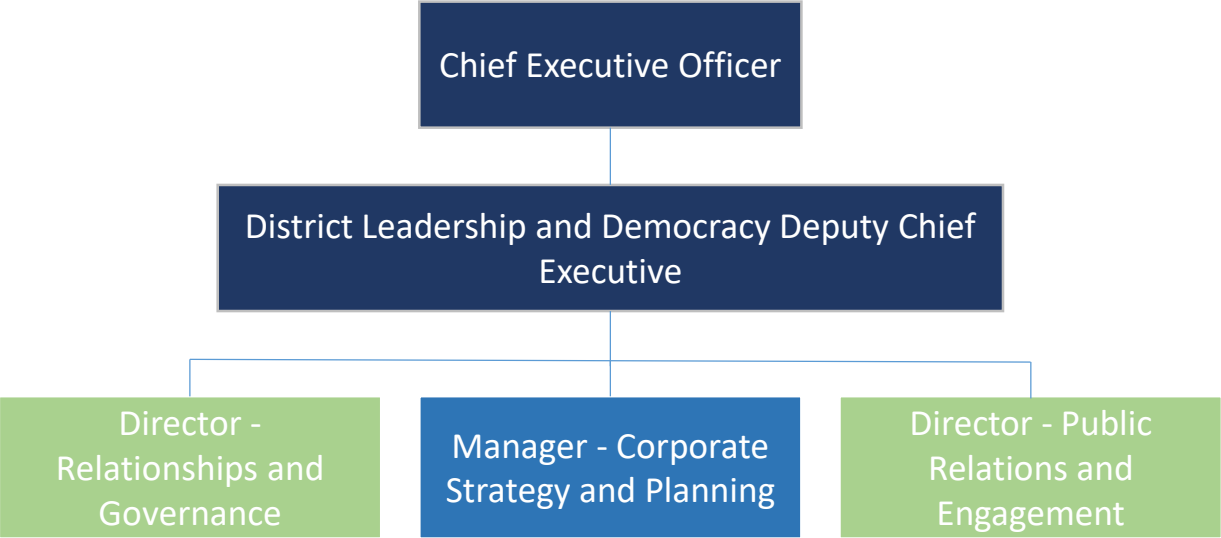 Chief Executive Officer
District Leadership and Democracy Deputy Chief
Executive
Director -
Relationships and
Governance
Manager - Corporate
Strategy and Planning
Director - Public
Relations and
Engagement